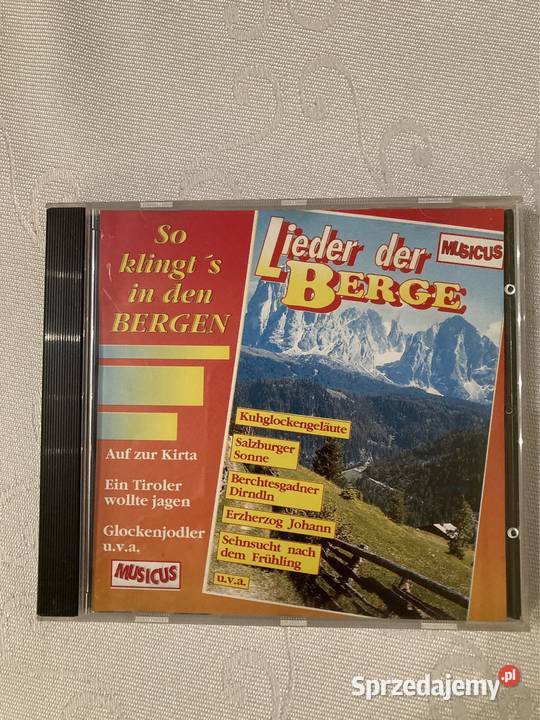 So
klingt ´s
in den
BERGEN
Auf zur Kirta
Ein Tiroler
wollte jagen
Glockenjodler
u.v.a.
MUSICUS
Lieder der
BERGE
MUSICUS
Kuhglockengeläute
Salzburger
Sonne
Berchtesgadner
Dirndln
Erzherzog Johann
Sehnsucht nach
dem Frühling
u.v.a.
Sprzedajemy.pl